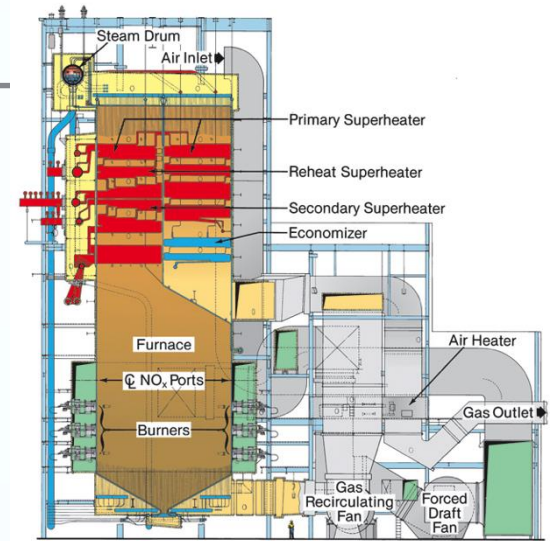 Steam Drum
Air Inlet
Primary Superheater
Reheat Superheater
Secondary Superheater
Economizer
Furnace
Air Heater
℄ NOx Ports
Gas Outlet
Burners
Gas
Recirculating
Fan
Forced
Draft
Fan